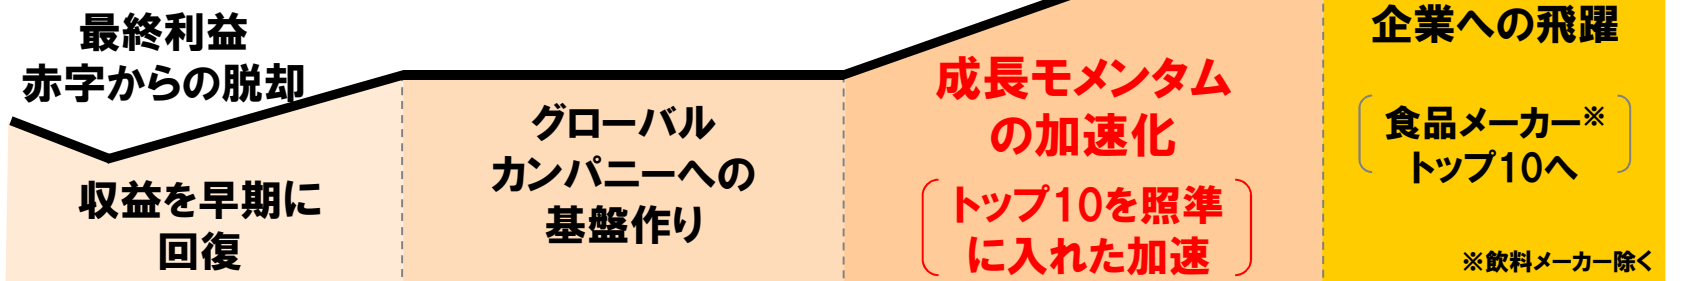 最終利益
赤字からの脱却
収益を早期に
回復
グローバル
カンパニーへの
基盤作り
成長モメンタム
の加速化
トップ10を照準
に入れた加速
企業への飛躍
食品メーカー※
トップ10へ
※飲料メーカー除く